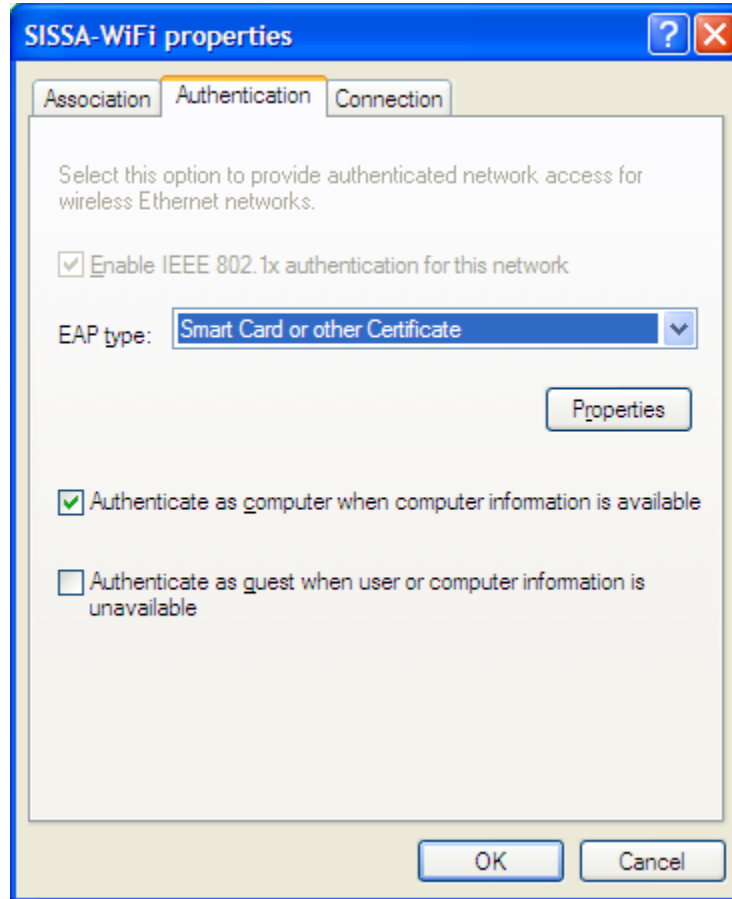 SISSA-WiFi properties
Association
Authentication
Connection
Select this option to provide authenticated network access for
wireless Ethernet networks.
Enable IEEE 802.1x authentication for this network
EAP type:
Smart Card or other Certificate
Properties
Authenticate as computer when computer information is available
Authenticate as guest when user or computer information is
unavailable
OK
Cancel